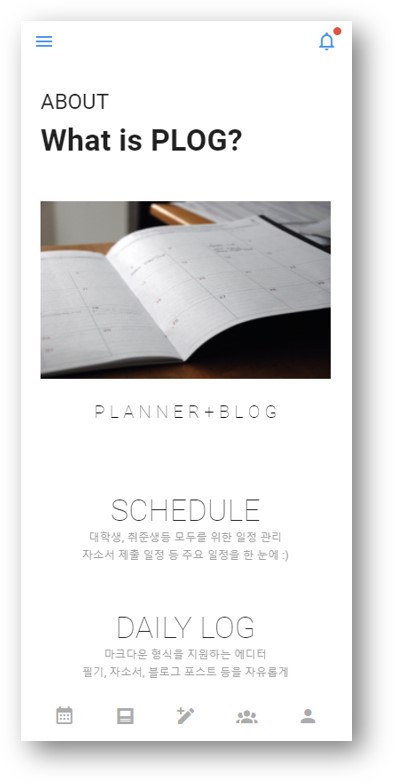 ABOUT
What is PLOG?
PLANNER+BLOG
SCHEDULE
대학생, 취준생등 모두를 위한 일정 관리
자소서 제출 일정 등 주요 일정을 한 눈에 :)
DAILY LOG
마크다운 형식을 지원하는 에디터
필기, 자소서, 블로그 포스트 등을 자유롭게